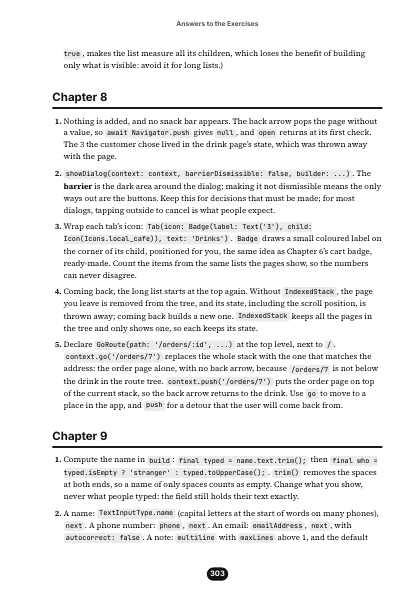 Answers to the Exercises
true, makes the list measure all its children, which loses the benefit of building
only what is visible: avoid it for long lists.)
Chapter 8
1. Nothing is added, and no snack bar appears. The back arrow pops the page without
a value, so await Navigator.push gives null, and open returns at its first check.
The 3 the customer chose lived in the drink page's state, which was thrown away
with the page.
2. showDialog(context: context, barrierDismissible: false, builder: ...). The
barrier is the dark area around the dialog; making it not dismissible means the only
ways out are the buttons. Keep this for decisions that must be made; for most
dialogs, tapping outside to cancel is what people expect.
3. Wrap each tab's icon: Tab(icon: Badge(label: Text('3'), child:
Icon(Icons.local_cafe)), text: 'Drinks'). Badge draws a small coloured label on
the corner of its child, positioned for you, the same idea as Chapter 6's cart badge,
ready-made. Count the items from the same lists the pages show, so the numbers
can never disagree.
4. Coming back, the long list starts at the top again. Without IndexedStack, the page
you leave is removed from the tree, and its state, including the scroll position, is
thrown away; coming back builds a new one. IndexedStack keeps all the pages in
the tree and only shows one, so each keeps its state.
5. Declare GoRoute(path: '/orders/:id', ...) at the top level, next to /.
context.go('/orders/7') replaces the whole stack with the one that matches the
address: the order page alone, with no back arrow, because /orders/7 is not below
the drink in the route tree. context.push('/orders/7') puts the order page on top
of the current stack, so the back arrow returns to the drink. Use go to move to a
place in the app, and push for a detour that the user will come back from.
Chapter 9
1. Compute the name in build: final typed = name.text.trim(); then final who =
typed.isEmpty ? 'stranger' : typed.toUpperCase();. trim() removes the spaces
at both ends, so a name of only spaces counts as empty. Change what you show,
never what people typed: the field still holds their text exactly.
2. A name: TextInputType.name (capital letters at the start of words on many phones),
next. A phone number: phone, next. An email: emailAddress, next, with
autocorrect: false. A note: multiline with maxLines above 1, and the default
303